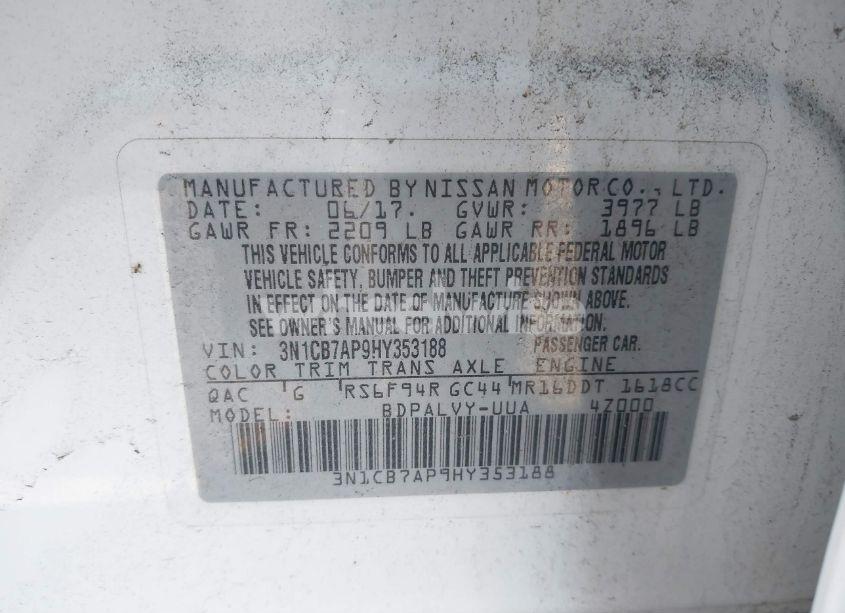 MANUFACTURED BY NISSAN MOTOR CO., LTD.
DATE: 06/17. GVWR: 3977 LB
GAWR FR: 2209 LB GAWR RR: 1896 LB
THIS VEHICLE CONFORMS TO ALL APPLICABLE FEDERAL MOTOR
VEHICLE SAFETY, BUMPER AND THEFT PREVENTION STANDARDS
IN EFFECT ON THE DATE OF MANUFACTURE SHOWN ABOVE.
SEE OWNER'S MANUAL FOR ADDITIONAL INFORMATION.
VIN: 3N1CB7AP9HY353188 PASSENGER CAR.
COLOR TRIM TRANS AXLE ENGINE
QAC G RS6F94R GC44 MR16DDT 1618CC
MODEL: BDPALVY-UUA 4Z000
3N1CB7AP9HY353188